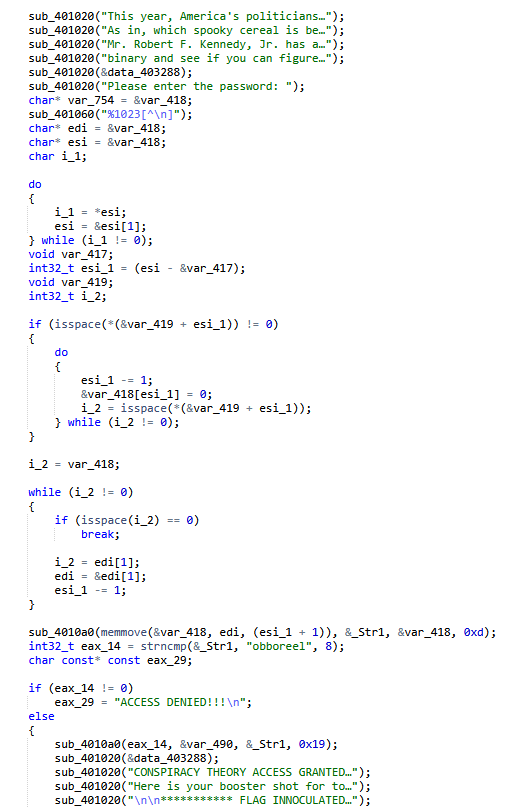 sub_401020("This year, America's politicians…");
sub_401020("As in, which spooky cereal is be…");
sub_401020("Mr. Robert F. Kennedy, Jr. has a…");
sub_401020("binary and see if you can figure…");
sub_401020(&data_403288);
sub_401020("Please enter the password: ");
char* var_754 = &var_418;
sub_401060("%1023[^\n]");
char* edi = &var_418;
char* esi = &var_418;
char i_1;
do
{
i_1 = *esi;
esi = &esi[1];
} while (i_1 != 0);
void var_417;
int32_t esi_1 = (esi - &var_417);
void var_419;
int32_t i_2;
if (isspace(*(&var_419 + esi_1)) != 0)
{
do
{
esi_1 -= 1;
&var_418[esi_1] = 0;
i_2 = isspace(*(&var_419 + esi_1));
} while (i_2 != 0);
}
i_2 = var_418;
while (i_2 != 0)
{
if (isspace(i_2) == 0)
break;
i_2 = edi[1];
edi = &edi[1];
esi_1 -= 1;
}
sub_4010a0(memmove(&var_418, edi, (esi_1 + 1)), &_Str1, &var_418, 0xd);
int32_t eax_14 = strncmp(&_Str1, "obboreel", 8);
char const* const eax_29;
if (eax_14 != 0)
eax_29 = "ACCESS DENIED!!!\n";
else
{
sub_4010a0(eax_14, &var_490, &_Str1, 0x19);
sub_401020(&data_403288);
sub_401020("CONSPIRACY THEORY ACCESS GRANTED…");
sub_401020("Here is your booster shot for to…");
sub_401020("\n\n*********** FLAG INNOCULATED…");